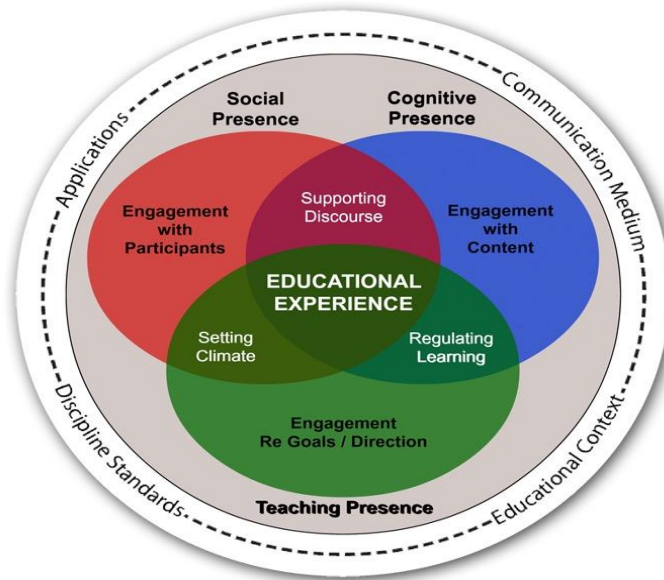 Applications
Communication Medium
Social
Presence
Cognitive
Presence
Supporting
Discourse
Engagement
with
Participants
Engagement
with
Content
EDUCATIONAL
EXPERIENCE
Setting
Climate
Regulating
Learning
Engagement
Re Goals / Direction
Teaching Presence
Discipline Standards
Educational Context